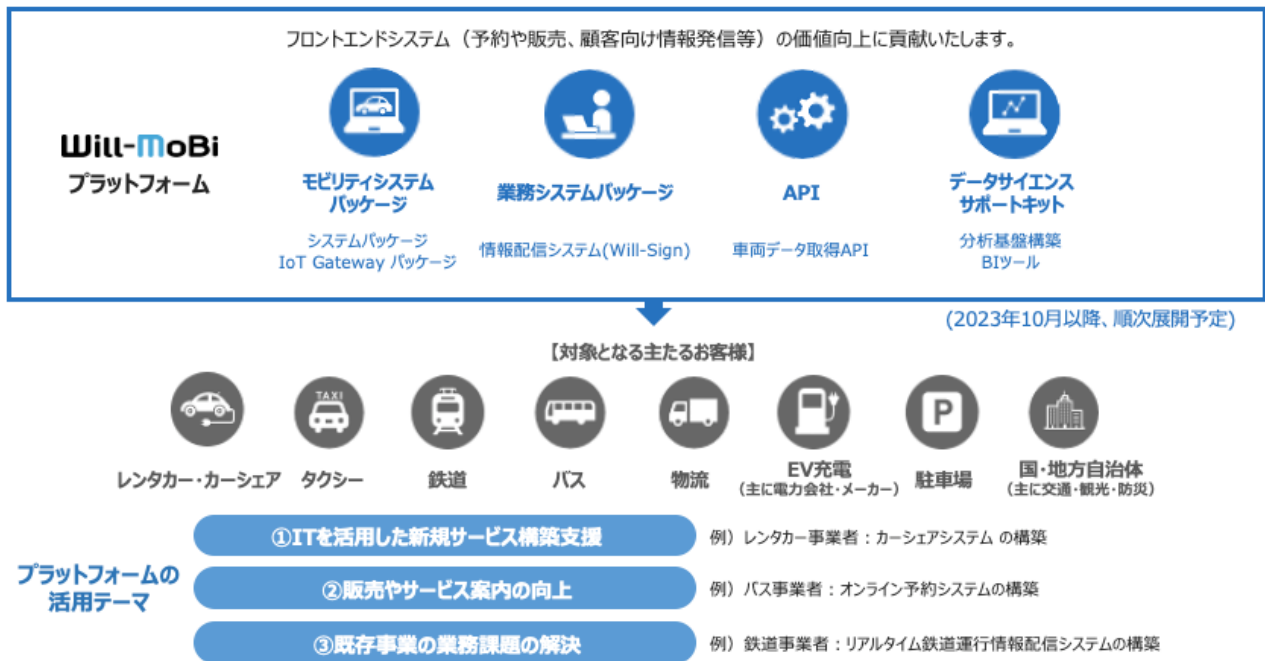 フロントエンドシステム（予約や販売、顧客向け情報発信等）の価値向上に貢献いたします。
Will-MoBi
プラットフォーム
モビリティシステム
パッケージ
システムパッケージ
IoT Gateway パッケージ
業務システムパッケージ
情報配信システム(Will-Sign)
API
車両データ取得API
データサイエンス
サポートキット
分析基盤構築
BIツール
(2023年10月以降、順次展開予定)
【対象となる主たるお客様】
TAXI
P
レンタカー・カーシェア
タクシー
鉄道
バス
物流
EV充電
（主に電力会社・メーカー）
駐車場
国・地方自治体
（主に交通・観光・防災）
プラットフォームの
活用テーマ
①ITを活用した新規サービス構築支援
例）レンタカー事業者：カーシェアシステム の構築
②販売やサービス案内の向上
例）バス事業者：オンライン予約システムの構築
③既存事業の業務課題の解決
例）鉄道事業者：リアルタイム鉄道運行情報配信システムの構築